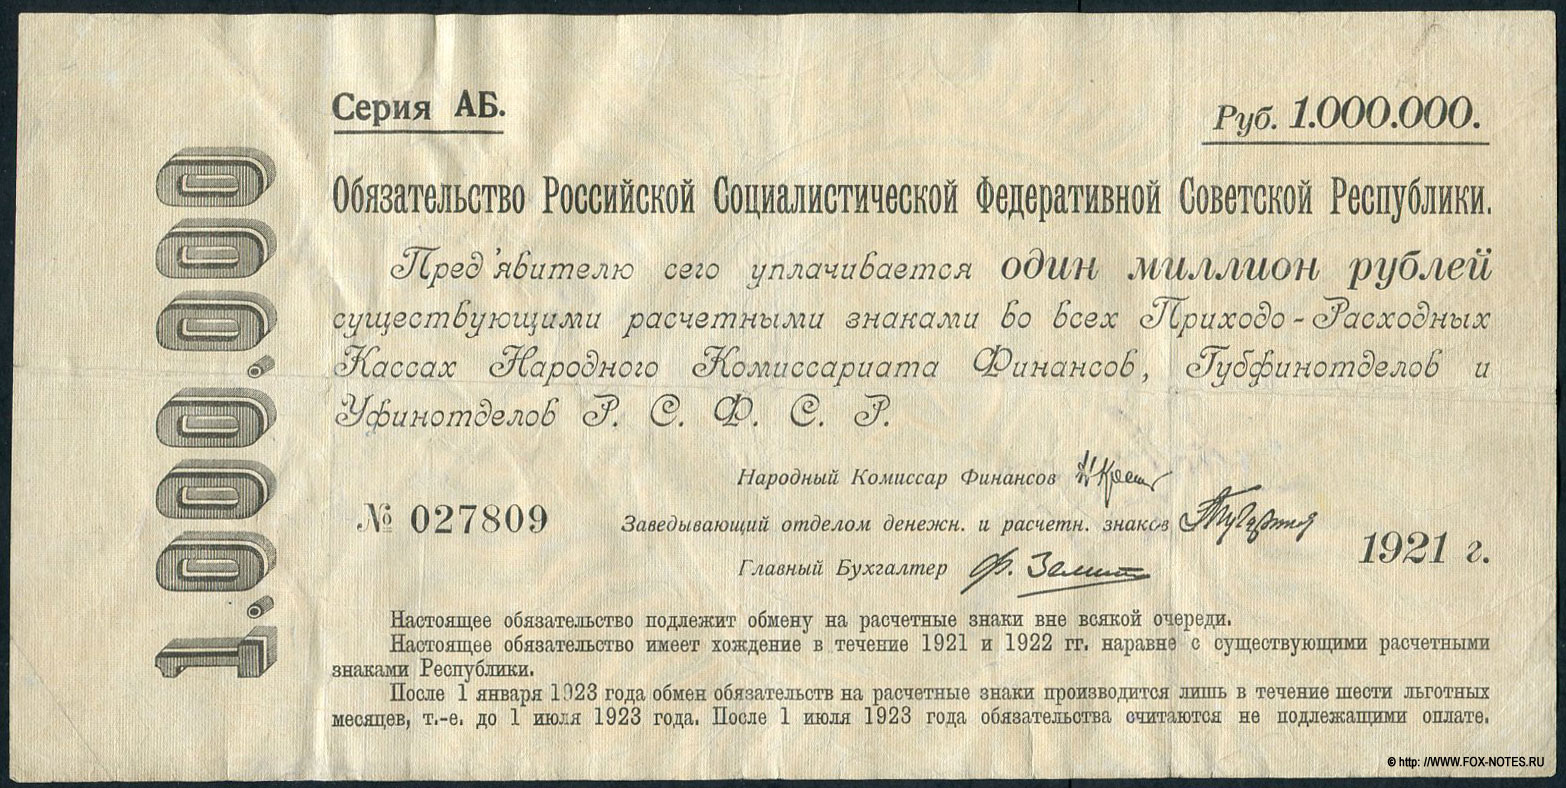 Серия АБ.
Руб. 1.000.000.
1.000.000
Обязательство Российской Социалистической Федеративной Советской Республики.
Пред'явителю сего уплачивается один миллион рублей
существующими расчетными знаками во всех Приходо-Расходных
Кассах Народного Комиссариата Финансов, Губфинотделов и
Уфинотделов Р. С. Ф. С. Р.
Народный Комиссар Финансов
№ 027809
Заведывающий отделом денежн. и расчетн. знаков
1921 г.
Главный Бухгалтер
Настоящее обязательство подлежит обмену на расчетные знаки вне всякой очереди.
Настоящее обязательство имеет хождение в течение 1921 и 1922 гг. наравне с существующими расчетными
знаками Республики.
После 1 января 1923 года обмен обязательств на расчетные знаки производится лишь в течение шести льготных
месяцев, т.-е. до 1 июля 1923 года. После 1 июля 1923 года обязательства считаются не подлежащими оплате.
© http: //WWW.FOX-NOTES.RU